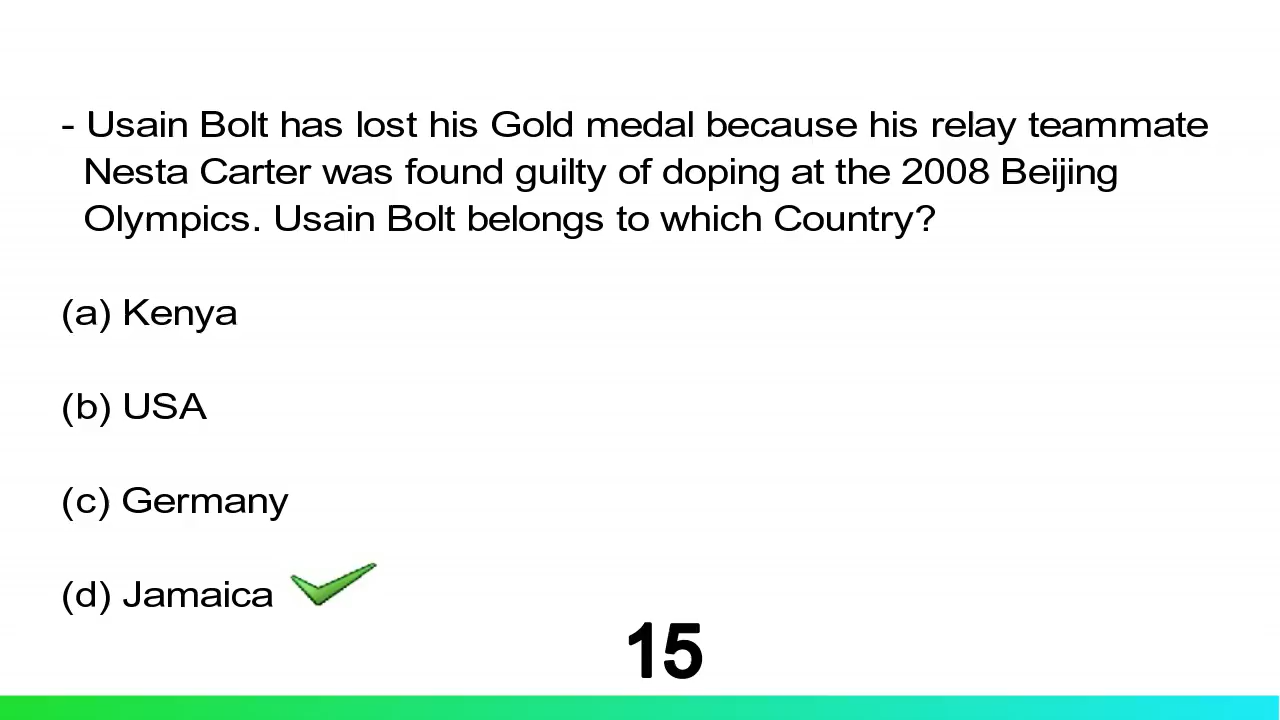 - Usain Bolt has lost his Gold medal because his relay teammate
Nesta Carter was found guilty of doping at the 2008 Beijing
Olympics. Usain Bolt belongs to which Country?
(a) Kenya
(b) USA
(c) Germany
(d) Jamaica
15